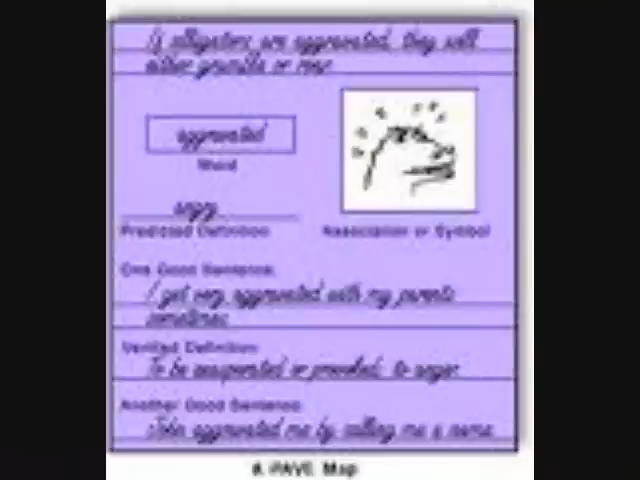 If alligators are aggravated, they will
either grumble or roar
aggravated
Word
angry
Predicted Definition
Association or Symbol
One Good Sentence:
I get very aggravated with my parents
sometimes.
Verified Definition:
To be exasperated or provoked; to anger
Another Good Sentence:
John aggravated me by calling me a name.
A PAVE Map